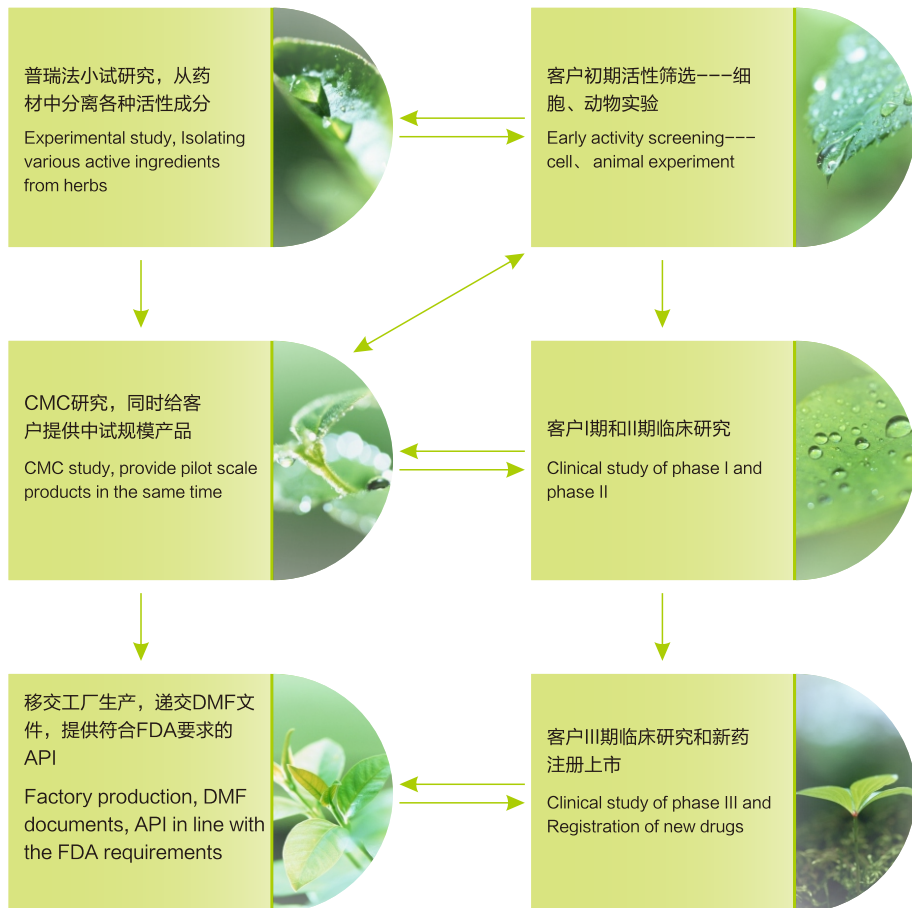 普瑞法小试研究，从药
材中分离各种活性成分
Experimental study, Isolating
various active ingredients
from herbs
客户初期活性筛选---细
胞、动物实验
Early activity screening---
cell、 animal experiment
CMC研究，同时给客
户提供中试规模产品
CMC study, provide pilot scale
products in the same time
客户I期和II期临床研究
Clinical study of phase I and
phase II
移交工厂生产，递交DMF文
件，提供符合FDA要求的
API
Factory production, DMF
documents, API in line with
the FDA requirements
客户III期临床研究和新药
注册上市
Clinical study of phase III and
Registration of new drugs